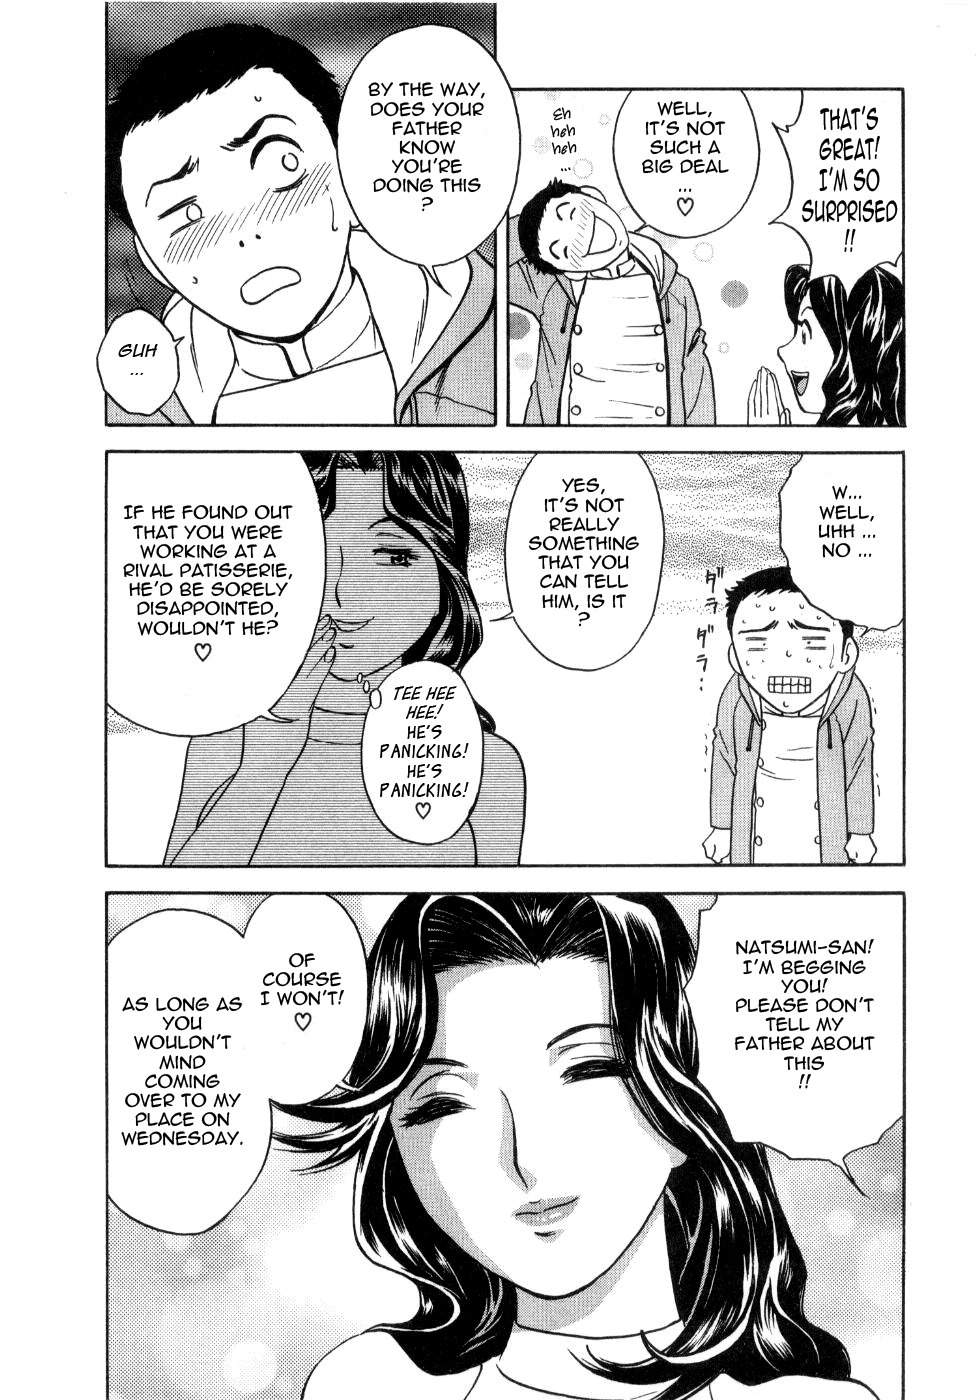 THAT'S
GREAT!
I'M SO
SURPRISED
!!
WELL,
IT'S NOT
SUCH A
BIG DEAL
...
♡
Eh
heh
heh
...
BY THE WAY,
DOES YOUR
FATHER
KNOW
YOU'RE
DOING THIS
?
GUH
...
W...
WELL,
UHH ...
NO ...
ダラ
ダラ
YES,
IT'S NOT
REALLY
SOMETHING
THAT YOU
CAN TELL
HIM, IS IT
?
IF HE FOUND OUT
THAT YOU WERE
WORKING AT A
RIVAL PATISSERIE,
HE'D BE SORELY
DISAPPOINTED,
WOULDN'T HE?
♡
TEE HEE
HEE!
HE'S
PANICKING!
HE'S
PANICKING!
♡
NATSUMI-SAN!
I'M BEGGING
YOU!
PLEASE DON'T
TELL MY
FATHER ABOUT
THIS
!!
OF
COURSE
I WON'T!
♡
AS LONG AS
YOU
WOULDN'T
MIND
COMING
OVER TO MY
PLACE ON
WEDNESDAY.